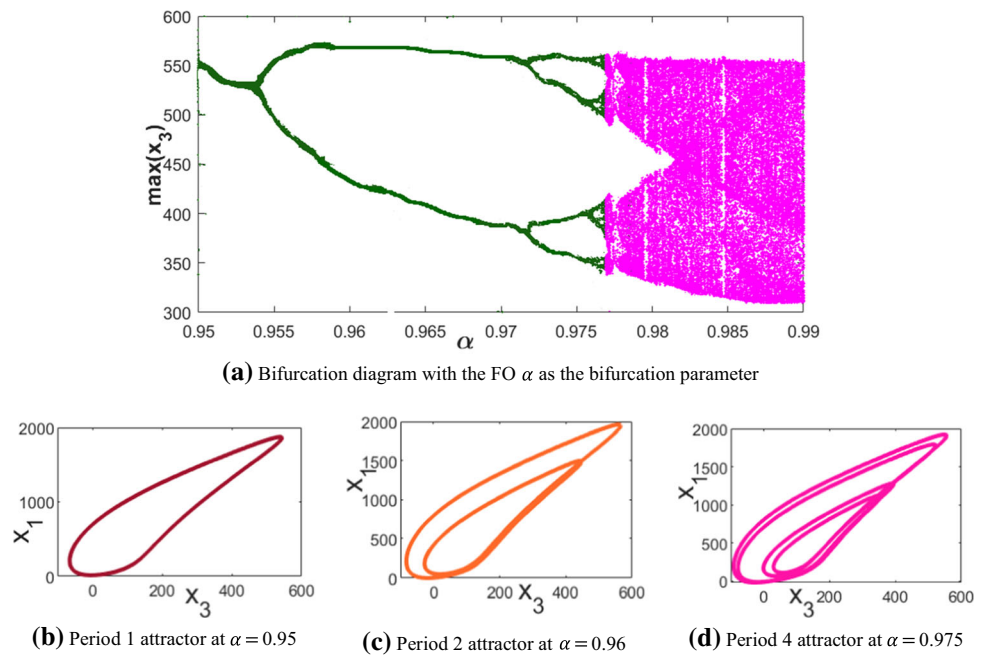 600
550
500
450
400
350
300
max(x3)
0.95 0.955 0.96 0.965 0.97 0.975 0.98 0.985 0.99
α
(a) Bifurcation diagram with the FO α as the bifurcation parameter
2000
1000
0
x1
0 200 400 600
x3
(b) Period 1 attractor at α = 0.95
2000
1500
1000
500
0
x1
0 200 400 600
x3
(c) Period 2 attractor at α = 0.96
2000
1500
1000
500
0
x1
0 200 400 600
x3
(d) Period 4 attractor at α = 0.975